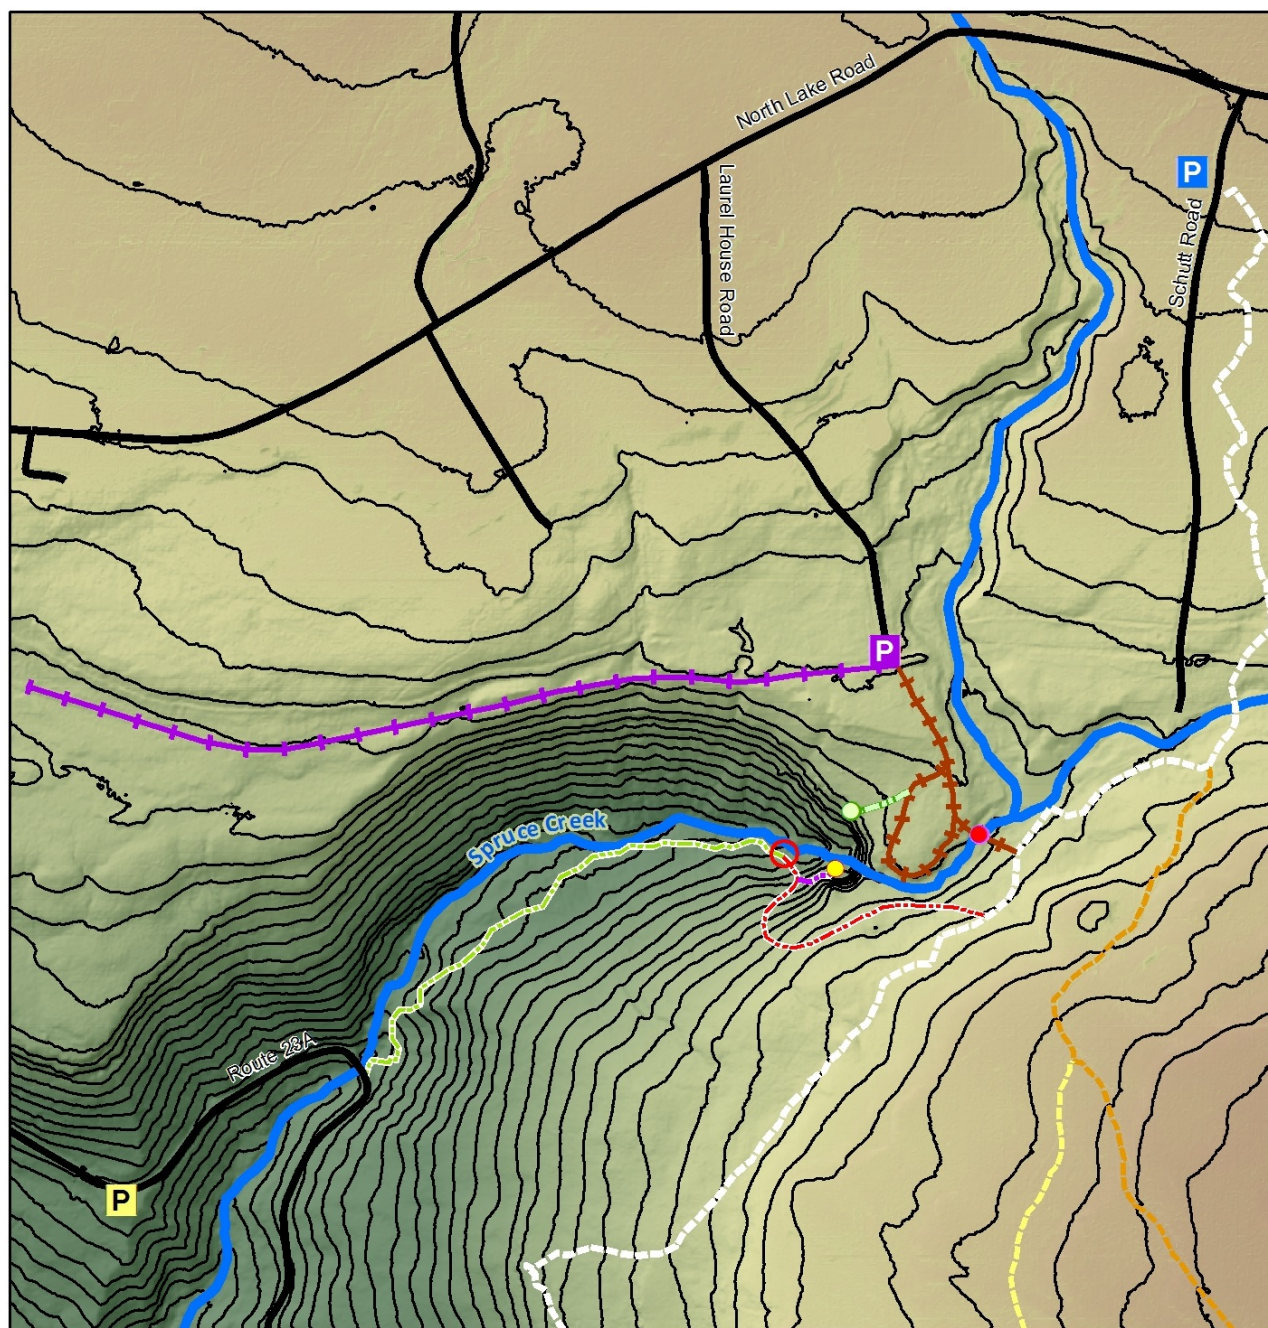 North Lake Road
Laurel House Road
P
Schutt Road
P
Spruce Creek
Route 23A
P